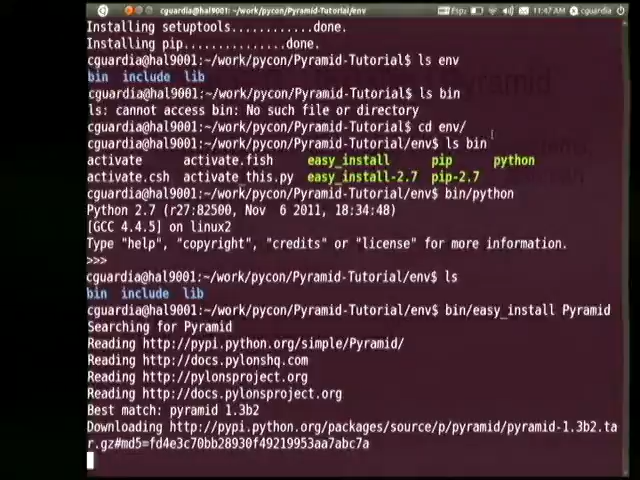 cguardia@hal9001: ~/work/pycon/Pyramid-Tutorial/env
11:47 AM cguardia
Installing setuptools............done.
Installing pip...............done.
cguardia@hal9001:~/work/pycon/Pyramid-Tutorial$ ls env
bin include lib
cguardia@hal9001:~/work/pycon/Pyramid-Tutorial$ ls bin
ls: cannot access bin: No such file or directory
cguardia@hal9001:~/work/pycon/Pyramid-Tutorial$ cd env/
cguardia@hal9001:~/work/pycon/Pyramid-Tutorial/env$ ls bin
activate activate.fish easy_install pip python
activate.csh activate_this.py easy_install-2.7 pip-2.7
cguardia@hal9001:~/work/pycon/Pyramid-Tutorial/env$ bin/python
Python 2.7 (r27:82500, Nov 6 2011, 18:34:48)
[GCC 4.4.5] on linux2
Type "help", "copyright", "credits" or "license" for more information.
>>>
cguardia@hal9001:~/work/pycon/Pyramid-Tutorial/env$ ls
bin include lib
cguardia@hal9001:~/work/pycon/Pyramid-Tutorial/env$ bin/easy_install Pyramid
Searching for Pyramid
Reading http://pypi.python.org/simple/Pyramid/
Reading http://docs.pylonshq.com
Reading http://pylonsproject.org
Reading http://docs.pylonsproject.org
Best match: pyramid 1.3b2
Downloading http://pypi.python.org/packages/source/p/pyramid/pyramid-1.3b2.ta
r.gz#md5=fd4e3c70bb28930f49219953aa7abc7a